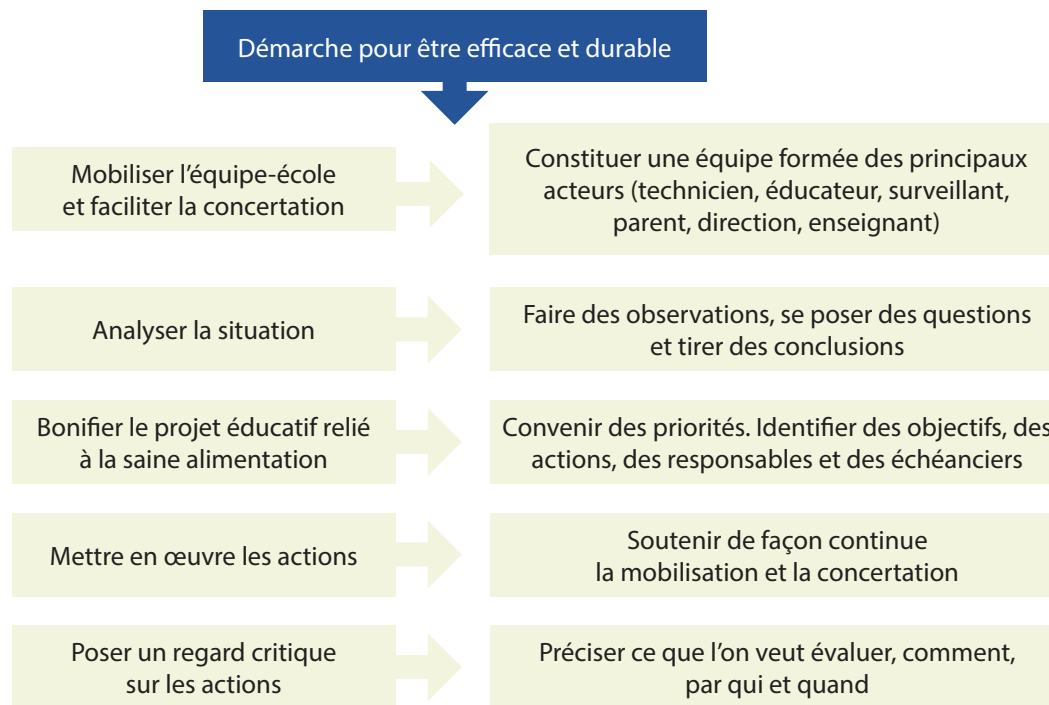 Démarche pour être efficace et durable
Mobiliser l’équipe-école
et faciliter la concertation
Constituer une équipe formée des principaux
acteurs (technicien, éducateur, surveillant,
parent, direction, enseignant)
Analyser la situation
Faire des observations, se poser des questions
et tirer des conclusions
Bonifier le projet éducatif relié
à la saine alimentation
Convenir des priorités. Identifier des objectifs, des
actions, des responsables et des échéanciers
Mettre en œuvre les actions
Soutenir de façon continue
la mobilisation et la concertation
Poser un regard critique
sur les actions
Préciser ce que l’on veut évaluer, comment,
par qui et quand